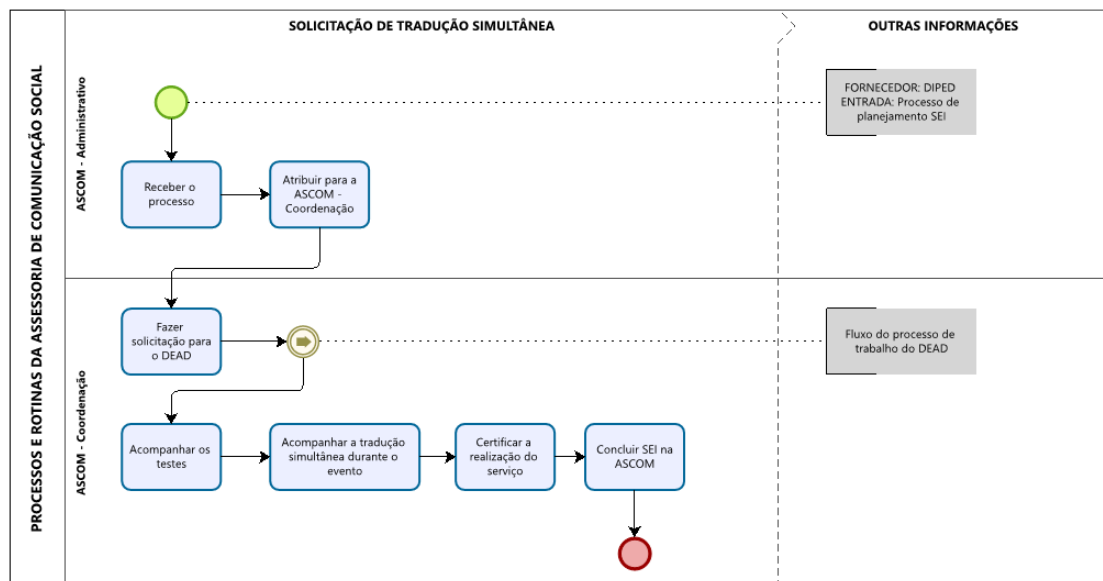 SOLICITAÇÃO DE TRADUÇÃO SIMULTÂNEA
OUTRAS INFORMAÇÕES
PROCESSOS E ROTINAS DA ASSESSORIA DE COMUNICAÇÃO SOCIAL
ASCOM - Administrativo
FORNECEDOR: DIPED
ENTRADA: Processo de
planejamento SEI
Receber o
processo
Atribuir para a
ASCOM -
Coordenação
ASCOM - Coordenação
Fazer
solicitação para
o DEAD
Fluxo do processo de
trabalho do DEAD
Acompanhar os
testes
Acompanhar a tradução
simultânea durante o
evento
Certificar a
realização do
serviço
Concluir SEI na
ASCOM